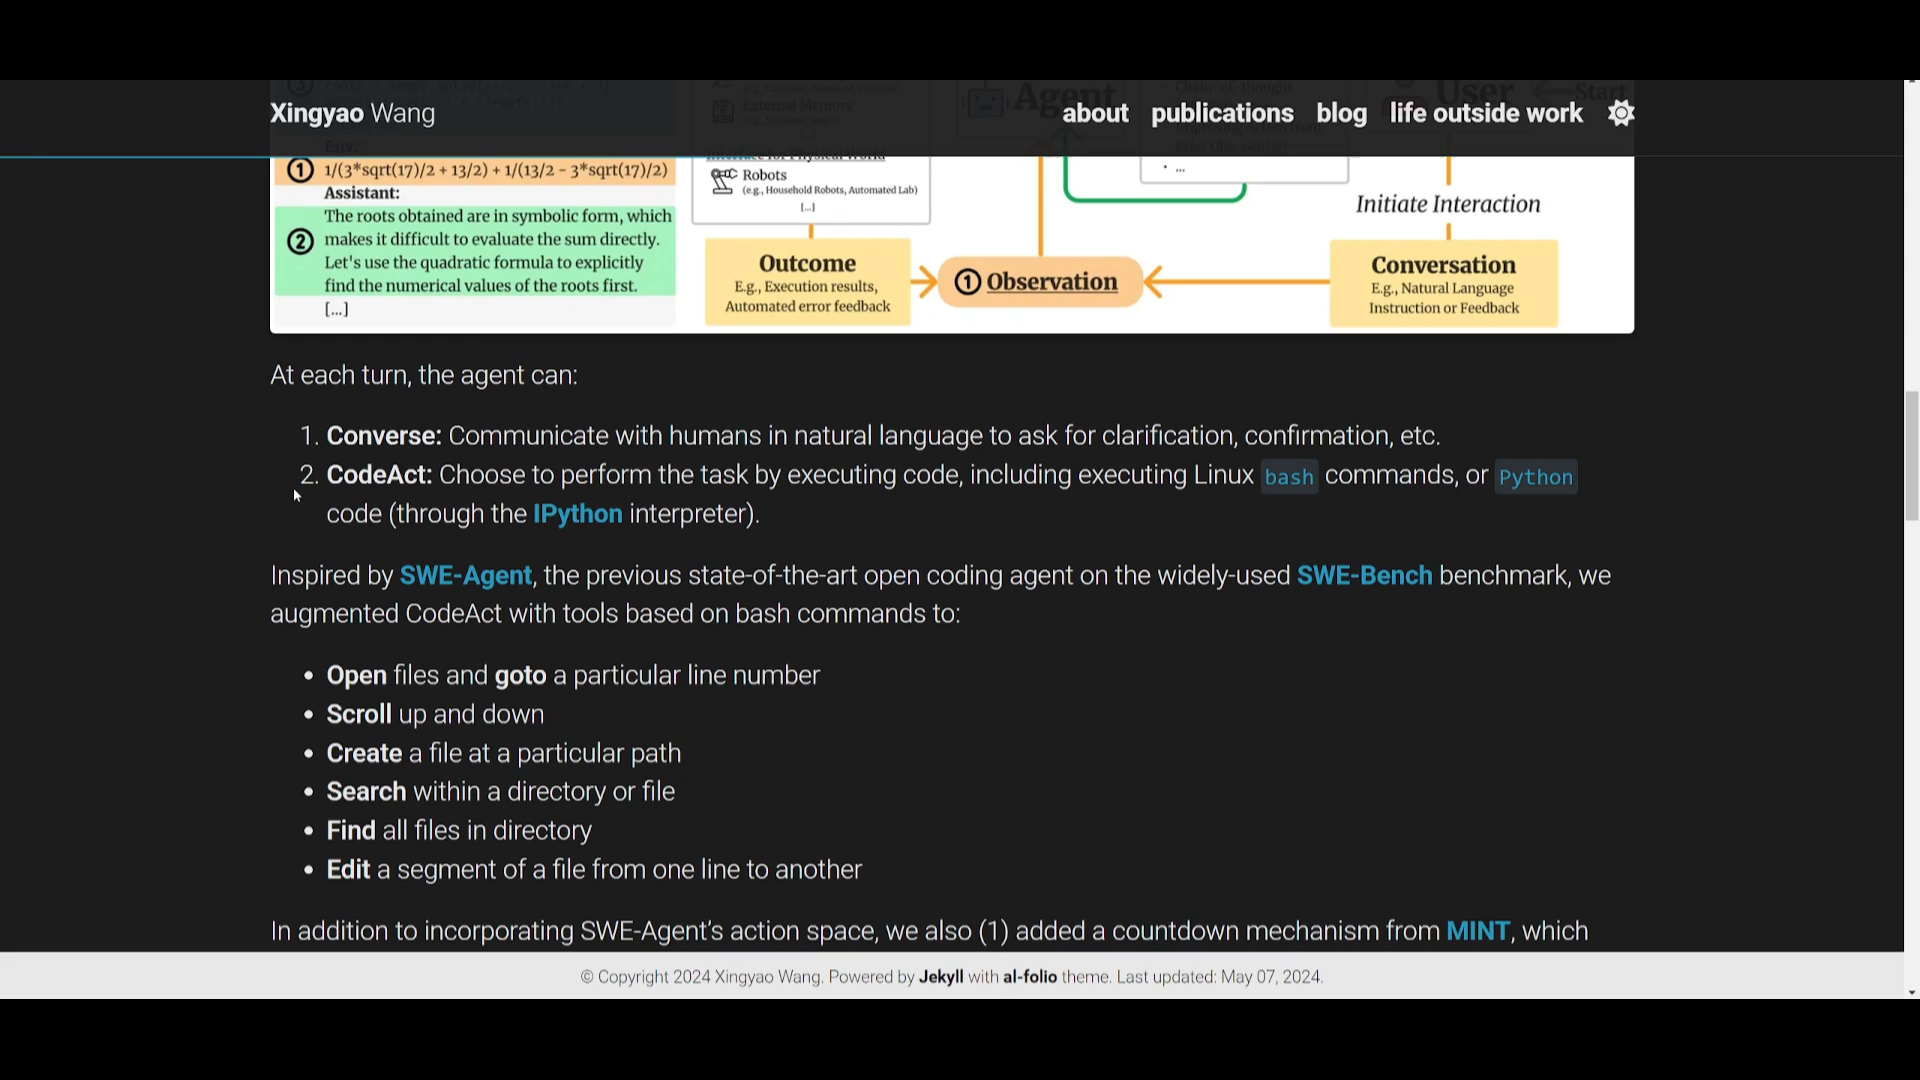 Xingyao Wang
about publications blog life outside work
Agent
User
Start
External Memory
Env:
① 1/(3*sqrt(17)/2 + 13/2) + 1/(13/2 - 3*sqrt(17)/2)
Assistant:
The roots obtained are in symbolic form, which
② makes it difficult to evaluate the sum directly.
Let's use the quadratic formula to explicitly
find the numerical values of the roots first.
[...]
Interface for Physical World
Robots
(e.g., Household Robots, Automated Lab)
[...]
• ...
Initiate Interaction
Outcome
E.g., Execution results,
Automated error feedback
① Observation
Conversation
E.g., Natural Language
Instruction or Feedback
At each turn, the agent can:
1. Converse: Communicate with humans in natural language to ask for clarification, confirmation, etc.
2. CodeAct: Choose to perform the task by executing code, including executing Linux bash commands, or Python
code (through the IPython interpreter).
Inspired by SWE-Agent, the previous state-of-the-art open coding agent on the widely-used SWE-Bench benchmark, we
augmented CodeAct with tools based on bash commands to:
• Open files and goto a particular line number
• Scroll up and down
• Create a file at a particular path
• Search within a directory or file
• Find all files in directory
• Edit a segment of a file from one line to another
In addition to incorporating SWE-Agent's action space, we also (1) added a countdown mechanism from MINT, which
© Copyright 2024 Xingyao Wang. Powered by Jekyll with al-folio theme. Last updated: May 07, 2024.